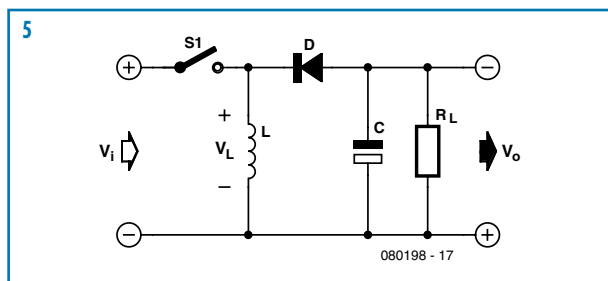 5
S1
D
+
−
+
V_L
−
L
C
R_L
V_i
V_o
−
+
080198 - 17